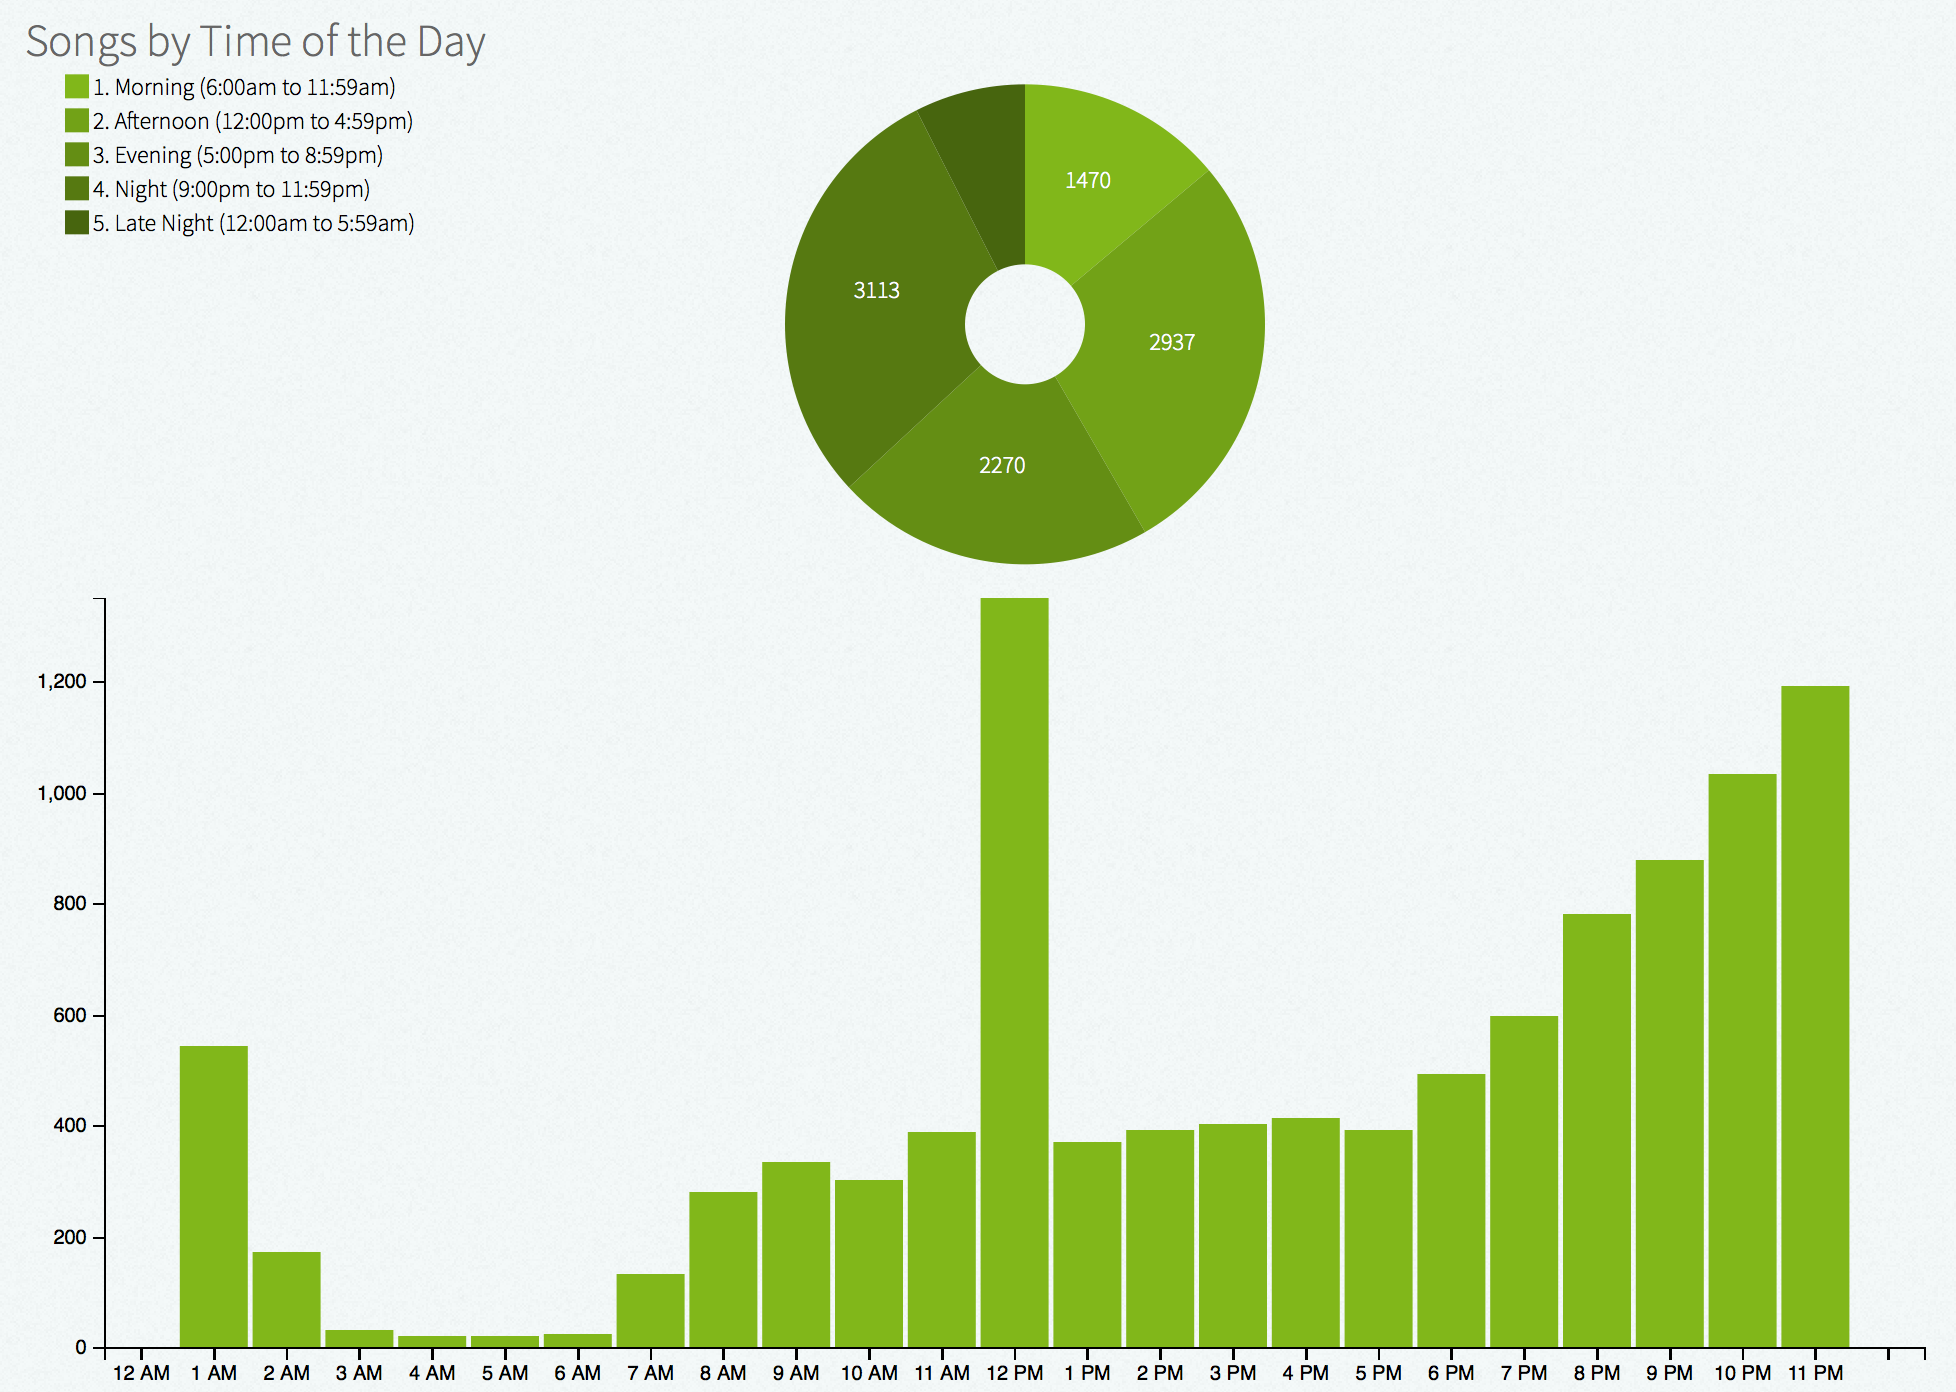 Songs by Time of the Day
1. Morning (6:00am to 11:59am)
2. Afternoon (12:00pm to 4:59pm)
3. Evening (5:00pm to 8:59pm)
4. Night (9:00pm to 11:59pm)
5. Late Night (12:00am to 5:59am)
1470
3113
2937
2270
1,200
1,000
800
600
400
200
0
12 AM 1 AM 2 AM 3 AM 4 AM 5 AM 6 AM 7 AM 8 AM 9 AM 10 AM 11 AM 12 PM 1 PM 2 PM 3 PM 4 PM 5 PM 6 PM 7 PM 8 PM 9 PM 10 PM 11 PM